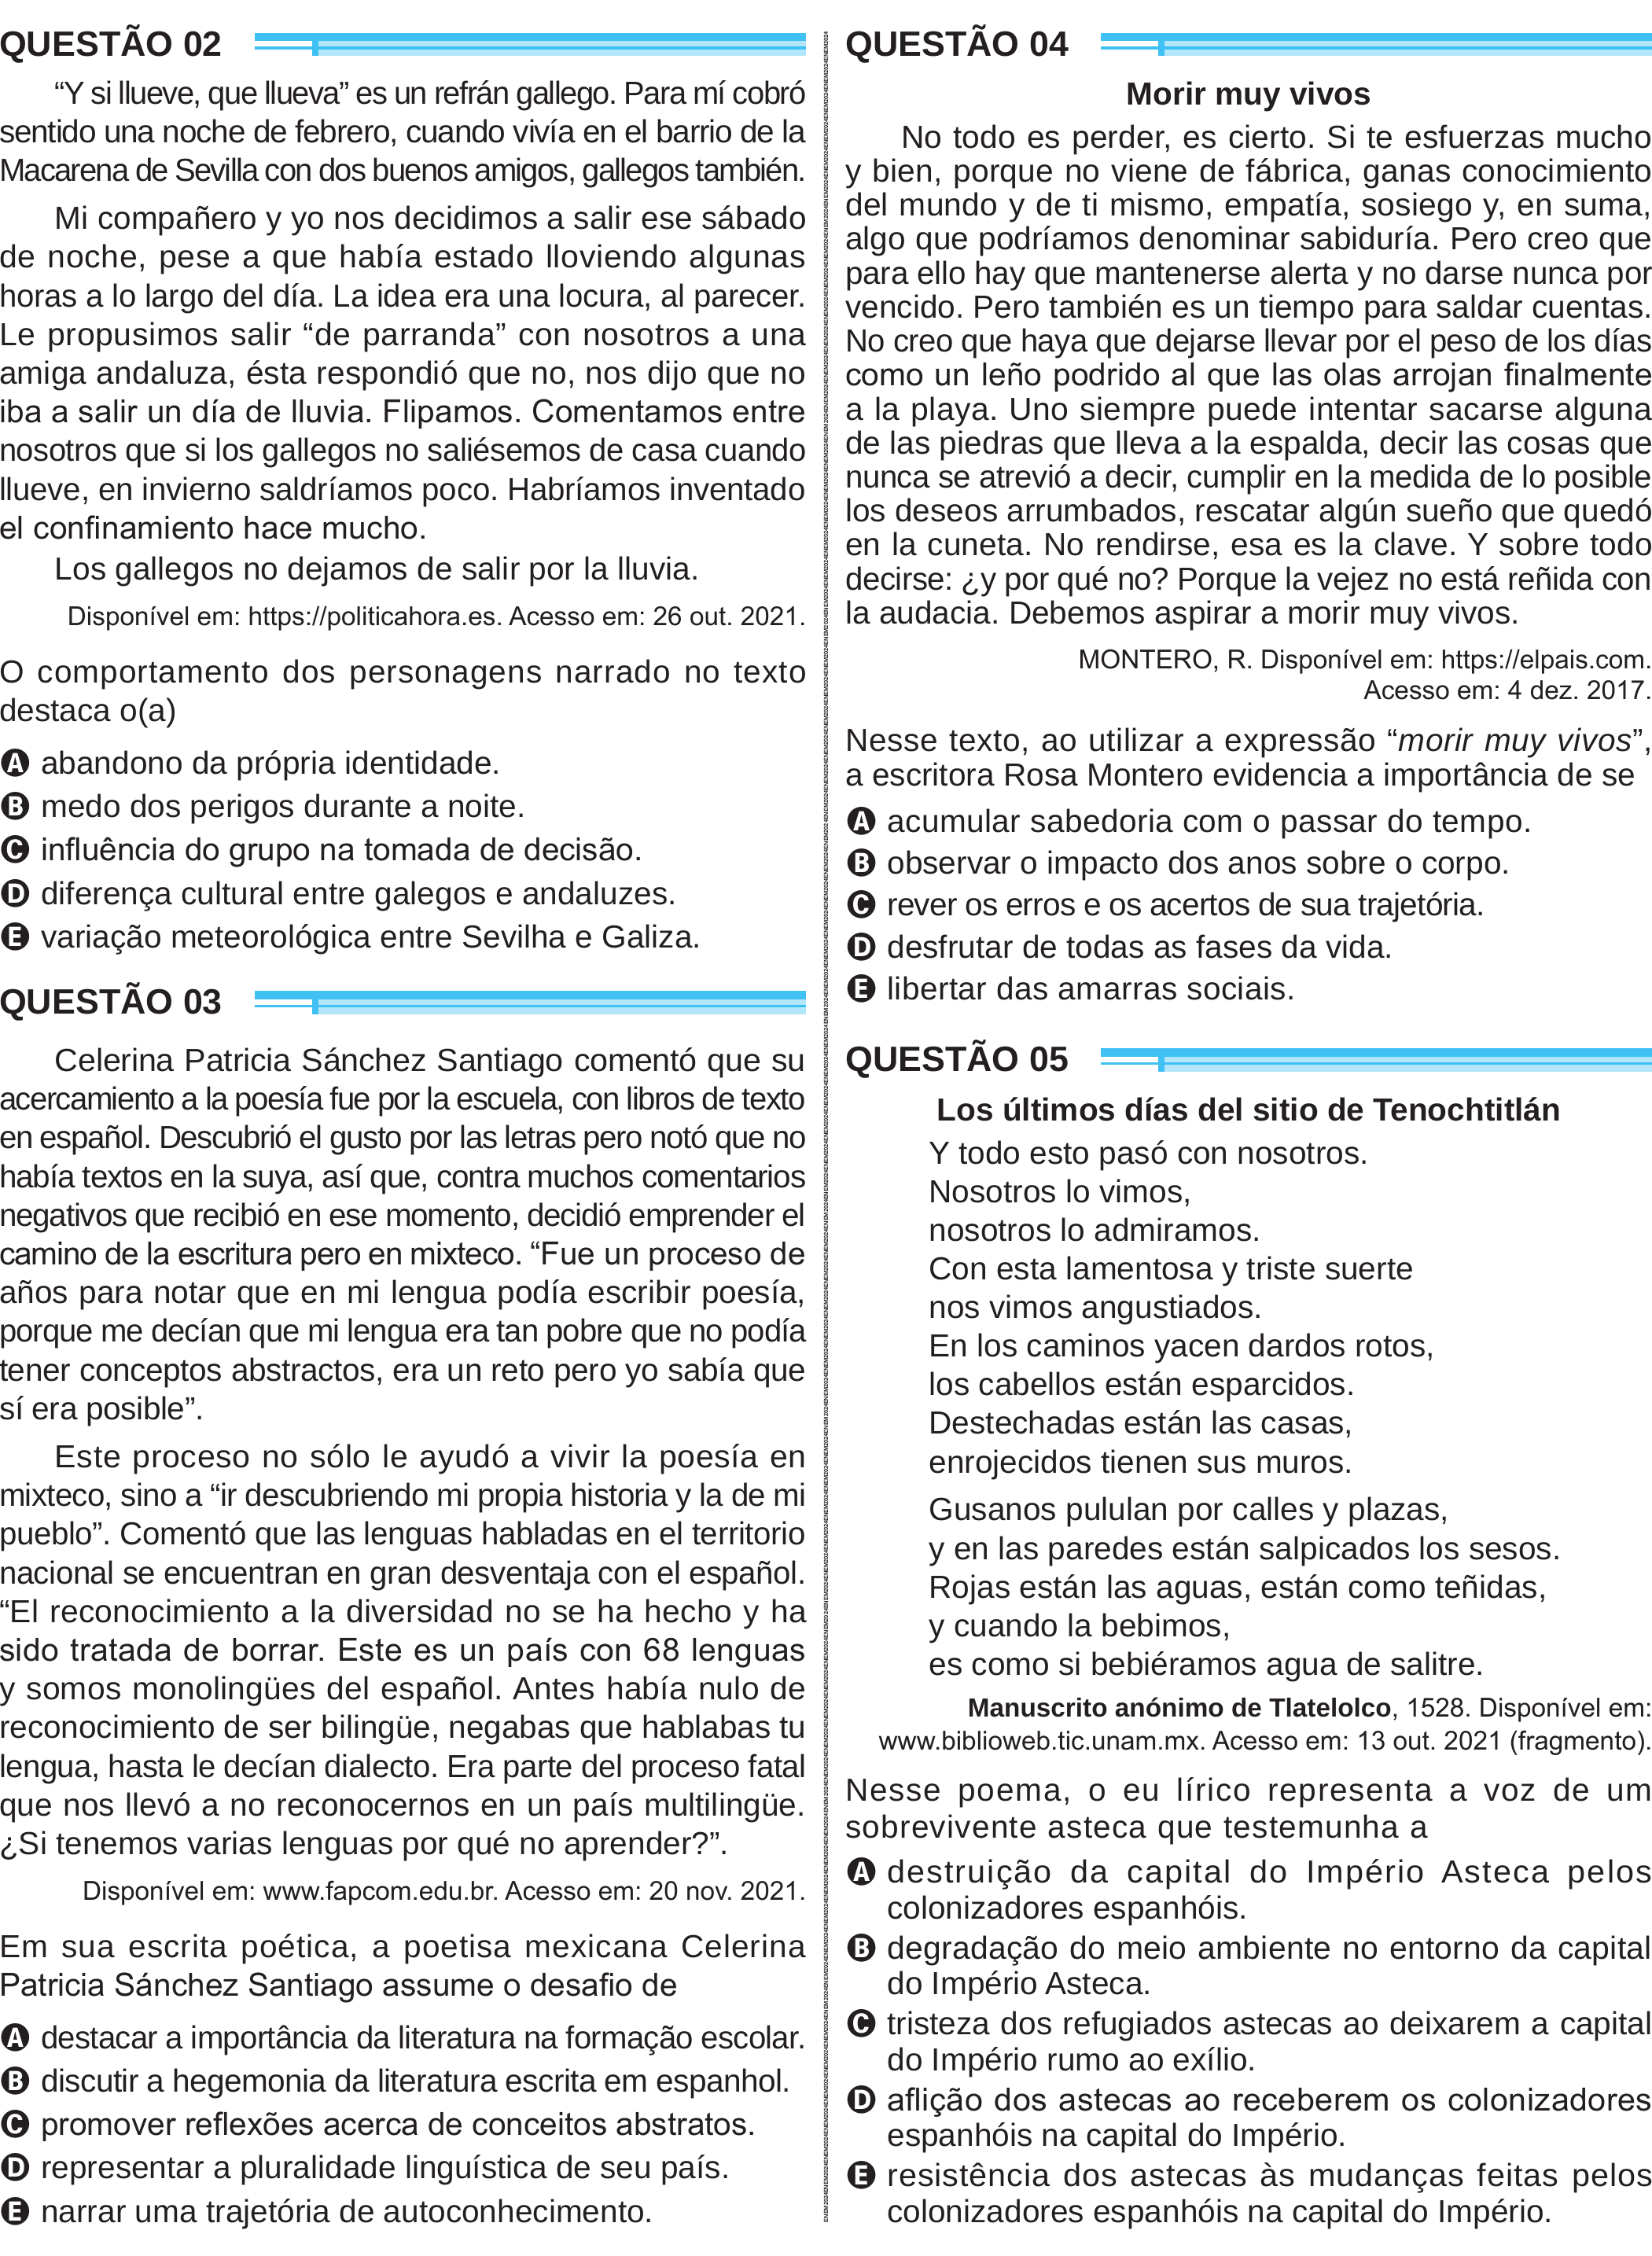 QUESTÃO 02
“Y si llueve, que llueva” es un refrán gallego. Para mí cobró
sentido una noche de febrero, cuando vivía en el barrio de la
Macarena de Sevilla con dos buenos amigos, gallegos también.
Mi compañero y yo nos decidimos a salir ese sábado
de noche, pese a que había estado lloviendo algunas
horas a lo largo del día. La idea era una locura, al parecer.
Le propusimos salir “de parranda” con nosotros a una
amiga andaluza, ésta respondió que no, nos dijo que no
iba a salir un día de lluvia. Flipamos. Comentamos entre
nosotros que si los gallegos no saliésemos de casa cuando
llueve, en invierno saldríamos poco. Habríamos inventado
el confinamiento hace mucho.
Los gallegos no dejamos de salir por la lluvia.
Disponível em: https://politicahora.es. Acesso em: 26 out. 2021.
O comportamento dos personagens narrado no texto
destaca o(a)
A abandono da própria identidade.
B medo dos perigos durante a noite.
C influência do grupo na tomada de decisão.
D diferença cultural entre galegos e andaluzes.
E variação meteorológica entre Sevilha e Galiza.
QUESTÃO 03
Celerina Patricia Sánchez Santiago comentó que su
acercamiento a la poesía fue por la escuela, con libros de texto
en español. Descubrió el gusto por las letras pero notó que no
había textos en la suya, así que, contra muchos comentarios
negativos que recibió en ese momento, decidió emprender el
camino de la escritura pero en mixteco. “Fue un proceso de
años para notar que en mi lengua podía escribir poesía,
porque me decían que mi lengua era tan pobre que no podía
tener conceptos abstractos, era un reto pero yo sabía que
sí era posible”.
Este proceso no sólo le ayudó a vivir la poesía en
mixteco, sino a “ir descubriendo mi propia historia y la de mi
pueblo”. Comentó que las lenguas habladas en el territorio
nacional se encuentran en gran desventaja con el español.
“El reconocimiento a la diversidad no se ha hecho y ha
sido tratada de borrar. Este es un país con 68 lenguas
y somos monolingües del español. Antes había nulo de
reconocimiento de ser bilingüe, negabas que hablabas tu
lengua, hasta le decían dialecto. Era parte del proceso fatal
que nos llevó a no reconocernos en un país multilingüe.
¿Si tenemos varias lenguas por qué no aprender?”.
Disponível em: www.fapcom.edu.br. Acesso em: 20 nov. 2021.
Em sua escrita poética, a poetisa mexicana Celerina
Patricia Sánchez Santiago assume o desafio de
A destacar a importância da literatura na formação escolar.
B discutir a hegemonia da literatura escrita em espanhol.
C promover reflexões acerca de conceitos abstratos.
D representar a pluralidade linguística de seu país.
E narrar uma trajetória de autoconhecimento.
QUESTÃO 04
Morir muy vivos
No todo es perder, es cierto. Si te esfuerzas mucho
y bien, porque no viene de fábrica, ganas conocimiento
del mundo y de ti mismo, empatía, sosiego y, en suma,
algo que podríamos denominar sabiduría. Pero creo que
para ello hay que mantenerse alerta y no darse nunca por
vencido. Pero también es un tiempo para saldar cuentas.
No creo que haya que dejarse llevar por el peso de los días
como un leño podrido al que las olas arrojan finalmente
a la playa. Uno siempre puede intentar sacarse alguna
de las piedras que lleva a la espalda, decir las cosas que
nunca se atrevió a decir, cumplir en la medida de lo posible
los deseos arrumbados, rescatar algún sueño que quedó
en la cuneta. No rendirse, esa es la clave. Y sobre todo
decirse: ¿y por qué no? Porque la vejez no está reñida con
la audacia. Debemos aspirar a morir muy vivos.
MONTERO, R. Disponível em: https://elpais.com.
Acesso em: 4 dez. 2017.
Nesse texto, ao utilizar a expressão “morir muy vivos”,
a escritora Rosa Montero evidencia a importância de se
A acumular sabedoria com o passar do tempo.
B observar o impacto dos anos sobre o corpo.
C rever os erros e os acertos de sua trajetória.
D desfrutar de todas as fases da vida.
E libertar das amarras sociais.
QUESTÃO 05
Los últimos días del sitio de Tenochtitlán
Y todo esto pasó con nosotros.
Nosotros lo vimos,
nosotros lo admiramos.
Con esta lamentosa y triste suerte
nos vimos angustiados.
En los caminos yacen dardos rotos,
los cabellos están esparcidos.
Destechadas están las casas,
enrojecidos tienen sus muros.
Gusanos pululan por calles y plazas,
y en las paredes están salpicados los sesos.
Rojas están las aguas, están como teñidas,
y cuando la bebimos,
es como si bebiéramos agua de salitre.
Manuscrito anónimo de Tlatelolco, 1528. Disponível em:
www.biblioweb.tic.unam.mx. Acesso em: 13 out. 2021 (fragmento).
Nesse poema, o eu lírico representa a voz de um
sobrevivente asteca que testemunha a
A destruição da capital do Império Asteca pelos
colonizadores espanhóis.
B degradação do meio ambiente no entorno da capital
do Império Asteca.
C tristeza dos refugiados astecas ao deixarem a capital
do Império rumo ao exílio.
D aflição dos astecas ao receberem os colonizadores
espanhóis na capital do Império.
E resistência dos astecas às mudanças feitas pelos
colonizadores espanhóis na capital do Império.